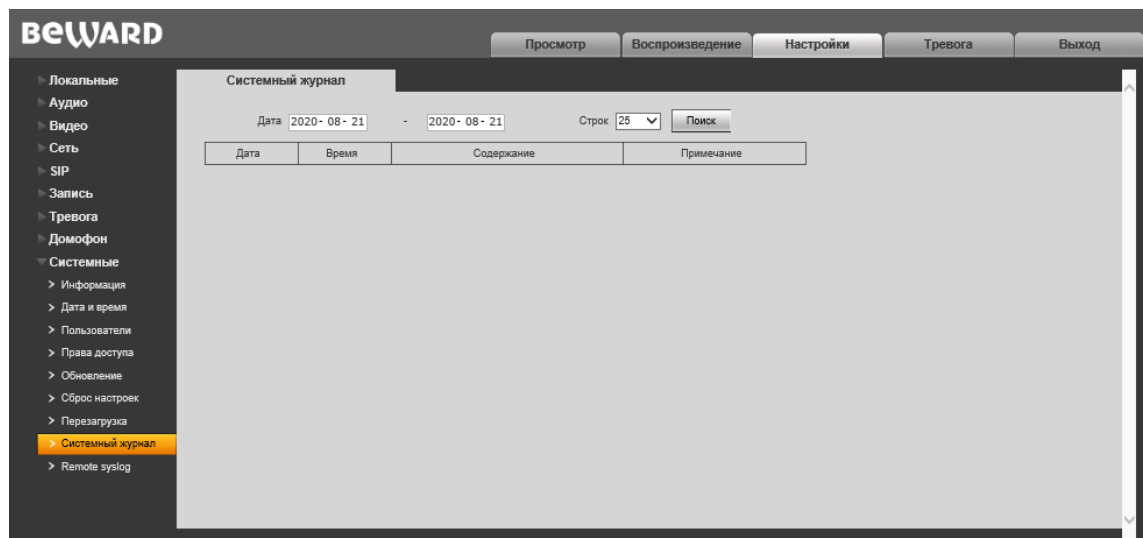 BEWARD
Просмотр Воспроизведение Настройки Тревога Выход
Локальные
Аудио
Видео
Сеть
SIP
Запись
Тревога
Домофон
Системные
> Информация
> Дата и время
> Пользователи
> Права доступа
> Обновление
> Сброс настроек
> Перезагрузка
> Системный журнал
> Remote syslog
Системный журнал
Дата 2020-08-21 - 2020-08-21 Строк 25 Поиск
Дата Время Содержание Примечание